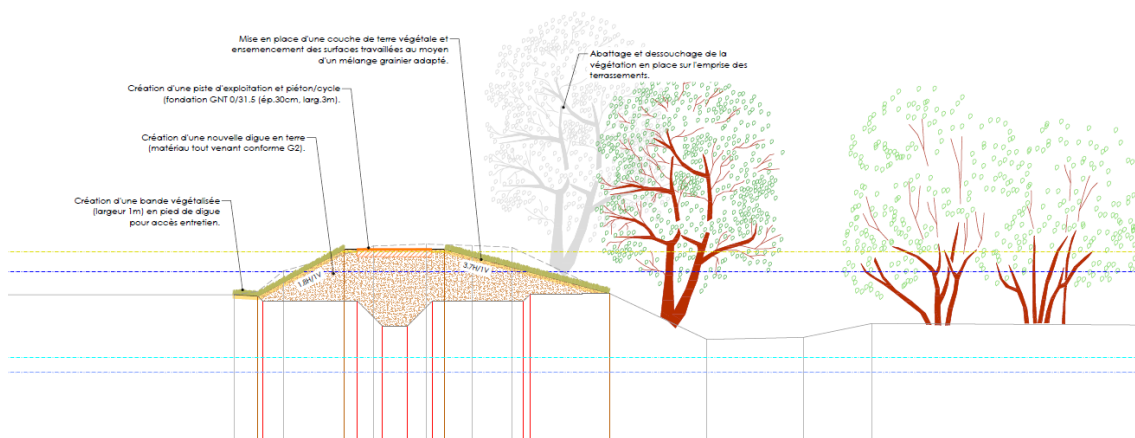 Mise en place d'une couche de terre végétale et
ensemencement des surfaces travaillées au moyen
d'un mélange grainier adapté.
Abattage et dessouchage de la
végétation en place sur l'emprise des
terrassements.
Création d'une piste d'exploitation et piéton/cycle
(fondation GNT 0/31.5 (ép.30cm, larg.3m).
Création d'une nouvelle digue en terre
(matériau tout venant conforme G2).
Création d'une bande végétalisée
(largeur 1m) en pied de digue
pour accès entretien.
1.8H/1V
3.7H/1V